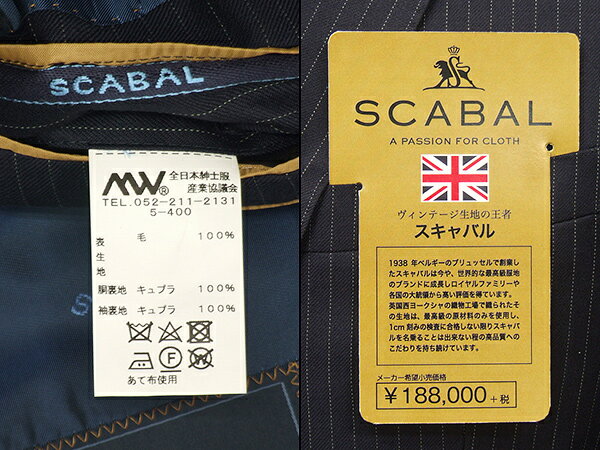 SCABAL
MW® 全日本紳士服
産業協議会
TEL.052-211-2131
5-400
表 毛 100%
生
地
胴裏地 キュプラ 100%
袖裏地 キュプラ 100%
F
W
あて布使用
S
SCABAL
A PASSION FOR CLOTH
ヴィンテージ生地の王者
スキャバル
1938 年ベルギーのブリュッセルで創業し
たスキャバルは今や、世界的な最高級服地
のブランドに成長しロイヤルファミリーや
各国の大統領から高い評価を得ています。
英国西ヨークシャの織物工場で織られたそ
の生地は、最高級の原材料のみを使用し、
1cm 刻みの検査に合格しない限りスキャバ
ルを名乗ることは出来ない程の高品質への
こだわりを持ち続けています。
メーカー希望小売価格
¥188,000 +税